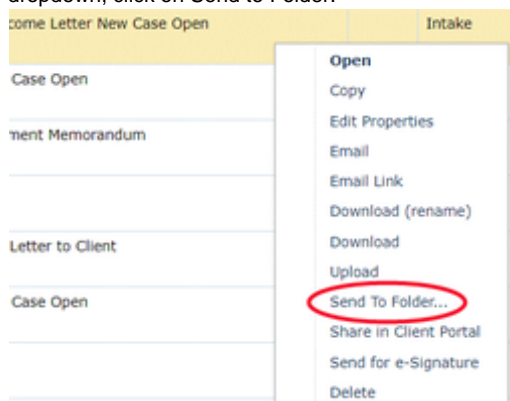 dropdown, click on Send to Folder.
come Letter New Case Open Intake
Open
Case Open
Copy
Edit Properties
ment Memorandum
Email
Email Link
Download (rename)
Letter to Client
Download
Upload
Case Open
Send To Folder...
Share in Client Portal
Send for e-Signature
Delete